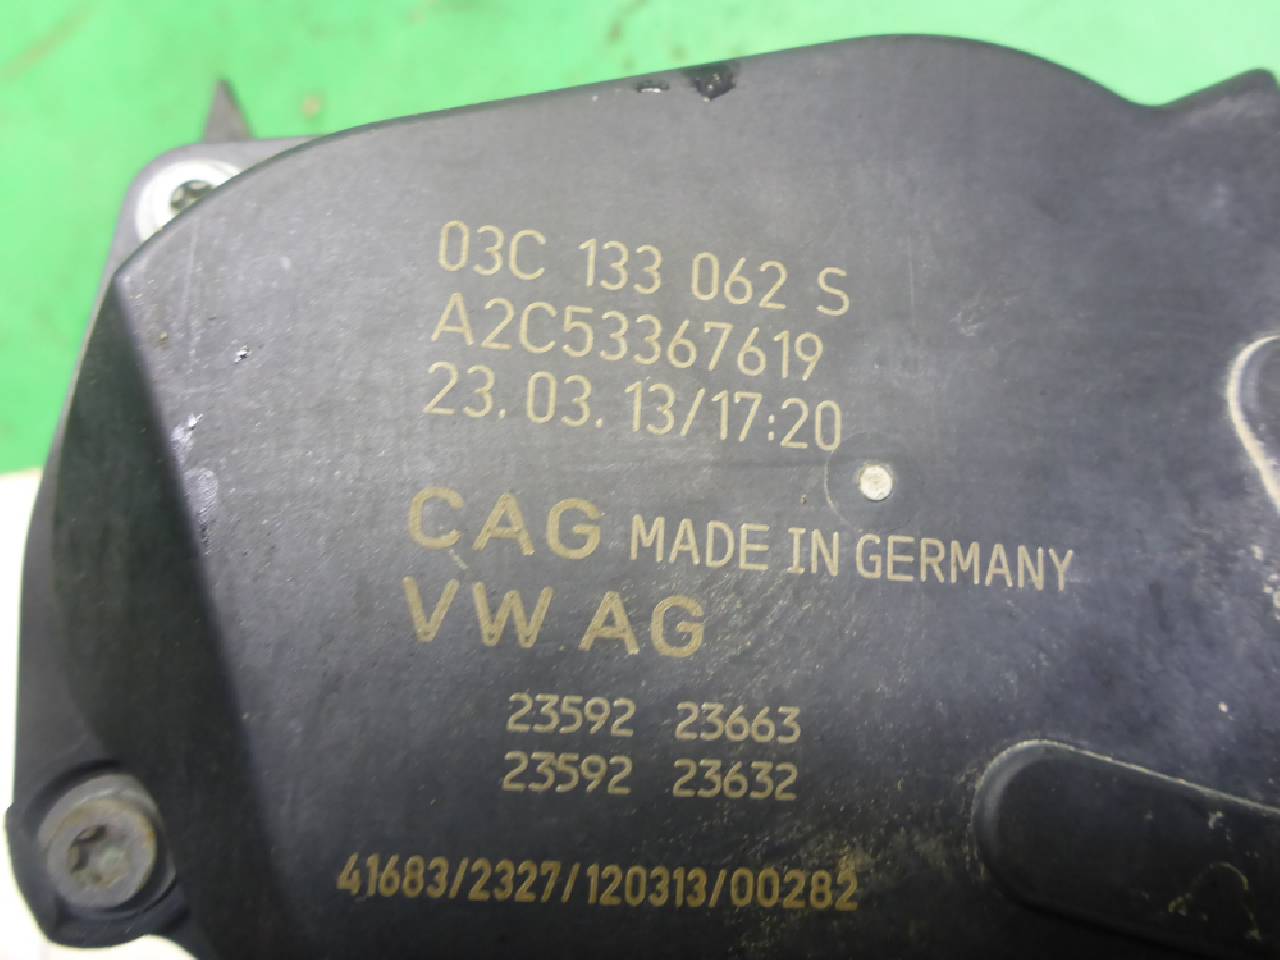 03C 133 062 S
A2C53367619
23.03.13/17:20
CAG MADE IN GERMANY
VW AG
23592 23663
23592 23632
41683/2327/120313/00282